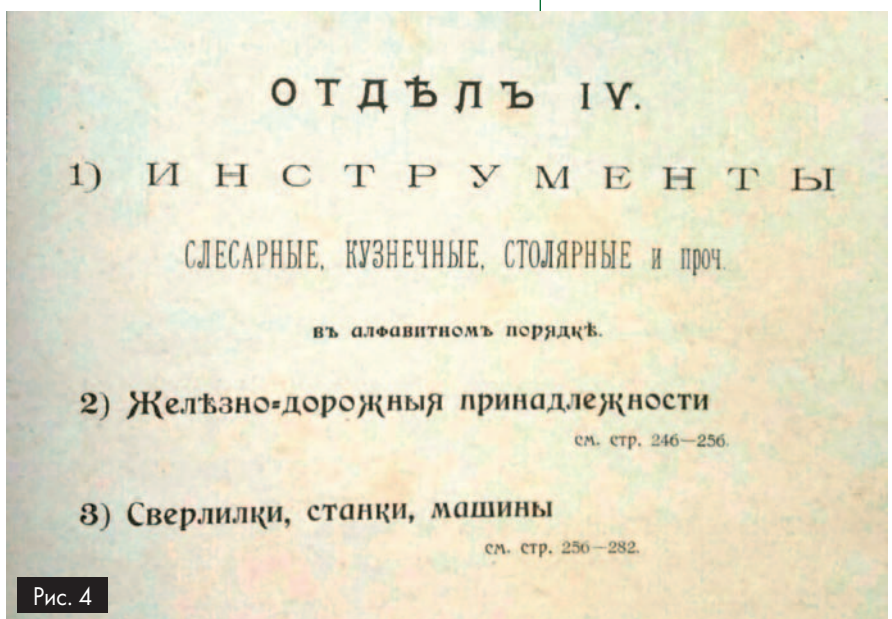 ОТДѢЛЪ IV.
1) ИНСТРУМЕНТЫ
СЛЕСАРНЫЕ, КУЗНЕЧНЫЕ, СТОЛЯРНЫЕ и проч.
въ алфавитномъ порядкѣ.
2) Желѣзно=дорожныя принадлежности
см. стр. 246—256.
3) Сверлилки, станки, машины
см. стр. 256—282.
Рис. 4